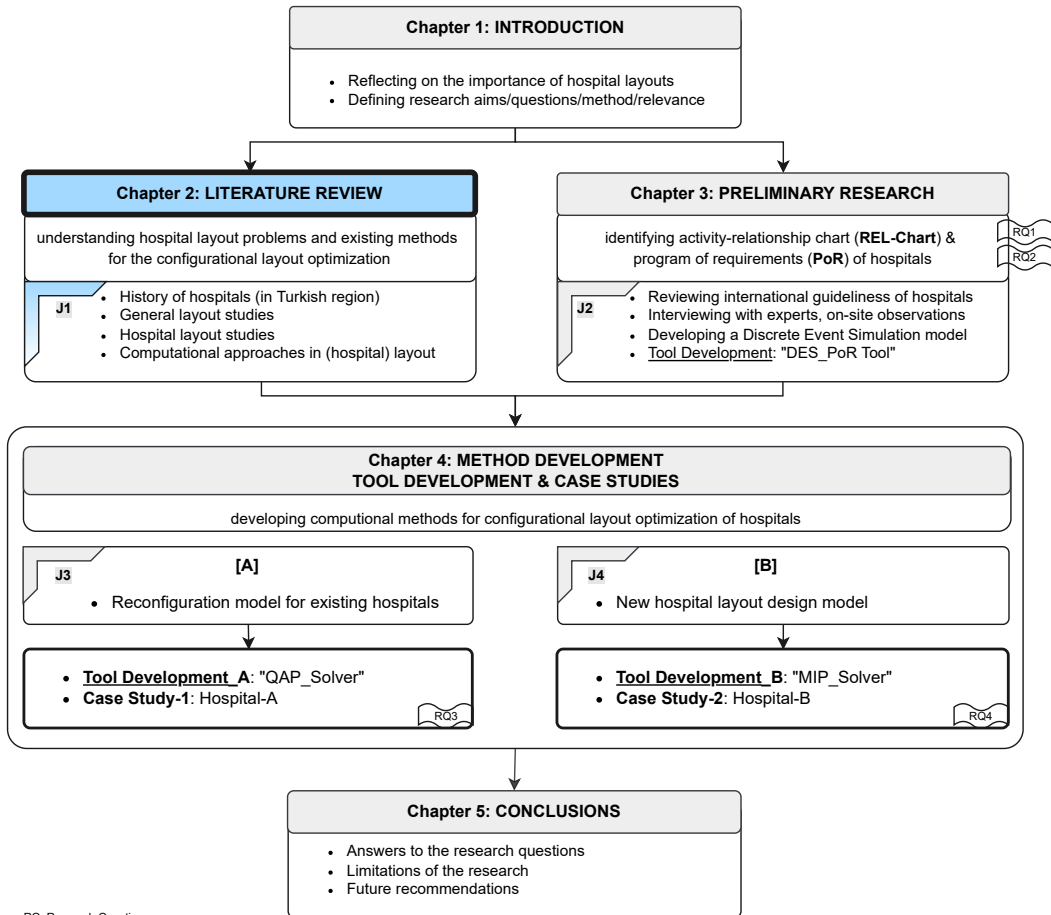 Chapter 1: INTRODUCTION
• Reflecting on the importance of hospital layouts
• Defining research aims/questions/method/relevance
Chapter 2: LITERATURE REVIEW
understanding hospital layout problems and existing methods
for the configurational layout optimization
J1
• History of hospitals (in Turkish region)
• General layout studies
• Hospital layout studies
• Computational approaches in (hospital) layout
Chapter 3: PRELIMINARY RESEARCH
identifying activity-relationship chart (REL-Chart) &
program of requirements (PoR) of hospitals
RQ1
RQ2
J2
• Reviewing international guideliness of hospitals
• Interviewing with experts, on-site observations
• Developing a Discrete Event Simulation model
• Tool Development: "DES_PoR Tool"
Chapter 4: METHOD DEVELOPMENT
TOOL DEVELOPMENT & CASE STUDIES
developing computional methods for configurational layout optimization of hospitals
J3
[A]
• Reconfiguration model for existing hospitals
• Tool Development_A: "QAP_Solver"
• Case Study-1: Hospital-A
RQ3
J4
[B]
• New hospital layout design model
• Tool Development_B: "MIP_Solver"
• Case Study-2: Hospital-B
RQ4
Chapter 5: CONCLUSIONS
• Answers to the research questions
• Limitations of the research
• Future recommendations